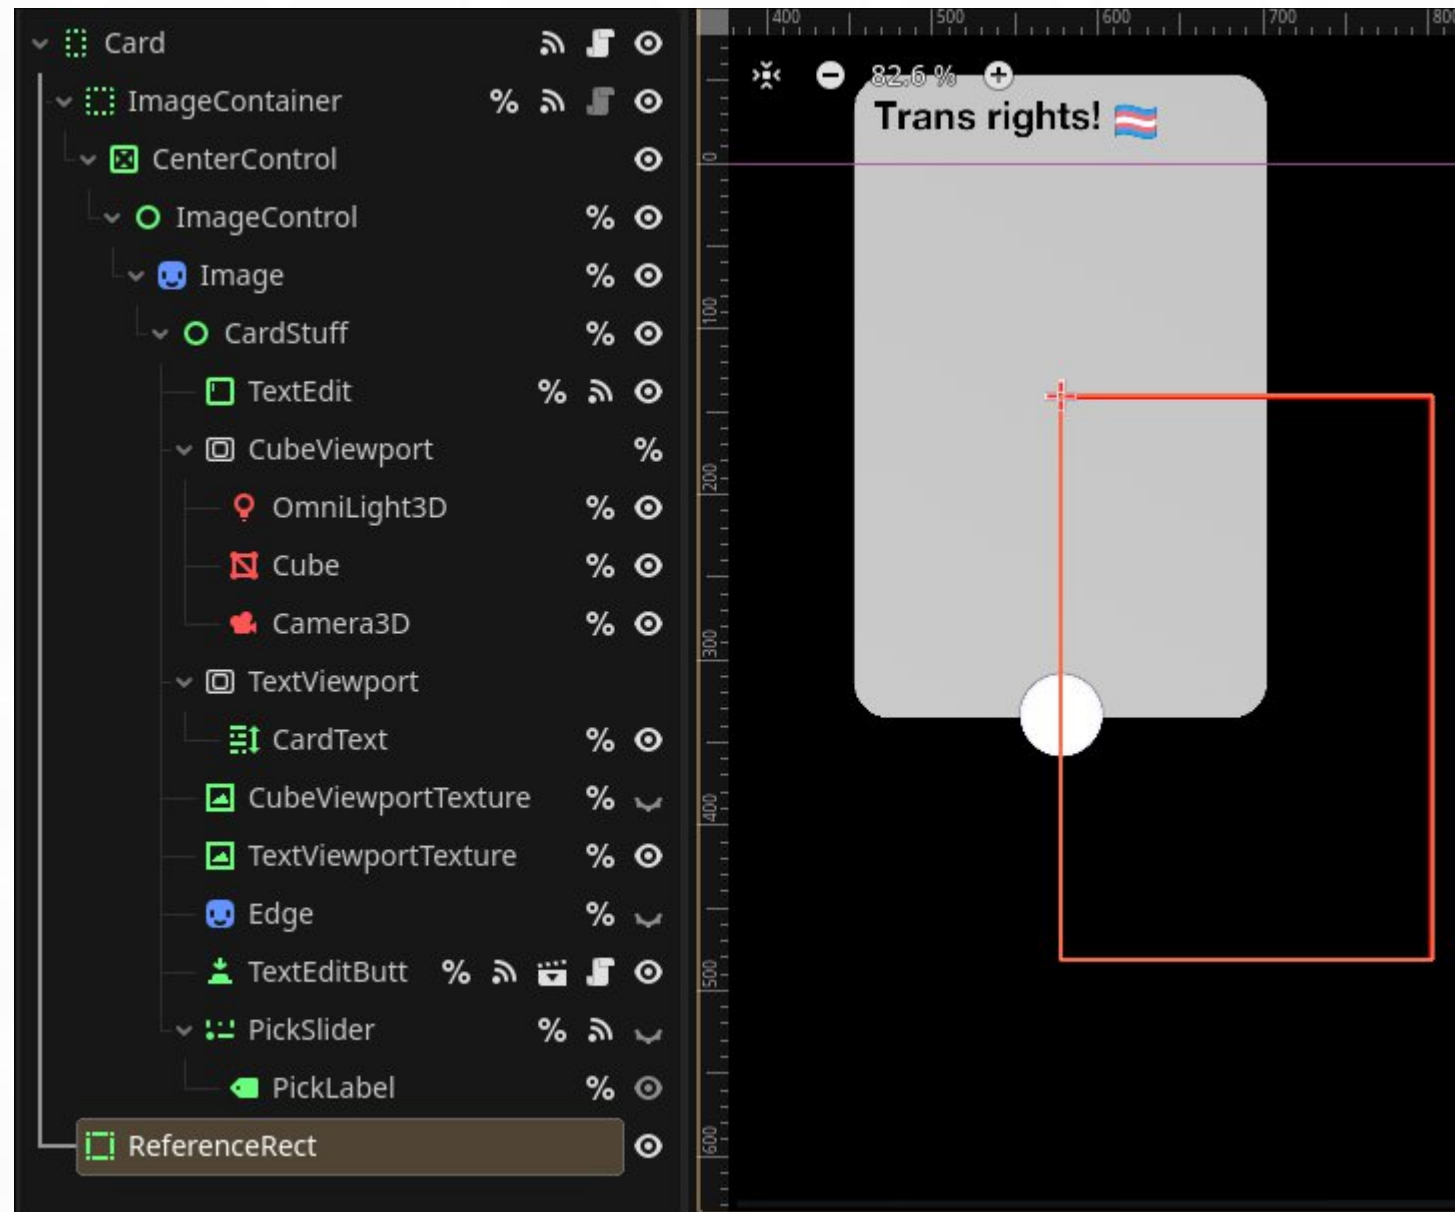 Card
ImageContainer
CenterControl
ImageControl
Image
CardStuff
TextEdit
CubeViewport
OmniLight3D
Cube
Camera3D
TextViewport
CardText
CubeViewportTexture
TextViewportTexture
Edge
TextEditButt
PickSlider
PickLabel
ReferenceRect
400 500 600 700 800
82.6 %
Trans rights! 🏳️‍⚧️
0
100
200
300
400
500
600